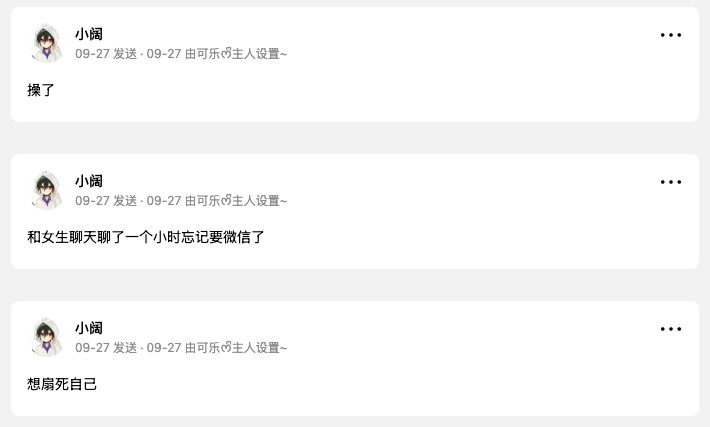 小阔
09-27 发送 · 09-27 由可乐ෆ⃛主人设置~
操了
小阔
09-27 发送 · 09-27 由可乐ෆ⃛主人设置~
和女生聊天聊了一个小时忘记要微信了
小阔
09-27 发送 · 09-27 由可乐ෆ⃛主人设置~
想扇死自己